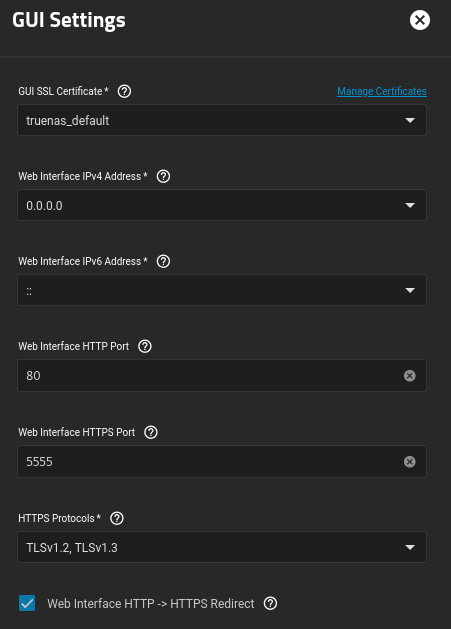 GUI Settings
GUI SSL Certificate *
Manage Certificates
truenas_default
Web Interface IPv4 Address *
0.0.0.0
Web Interface IPv6 Address *
::
Web Interface HTTP Port
80
Web Interface HTTPS Port
5555
HTTPS Protocols *
TLSv1.2, TLSv1.3
Web Interface HTTP -> HTTPS Redirect